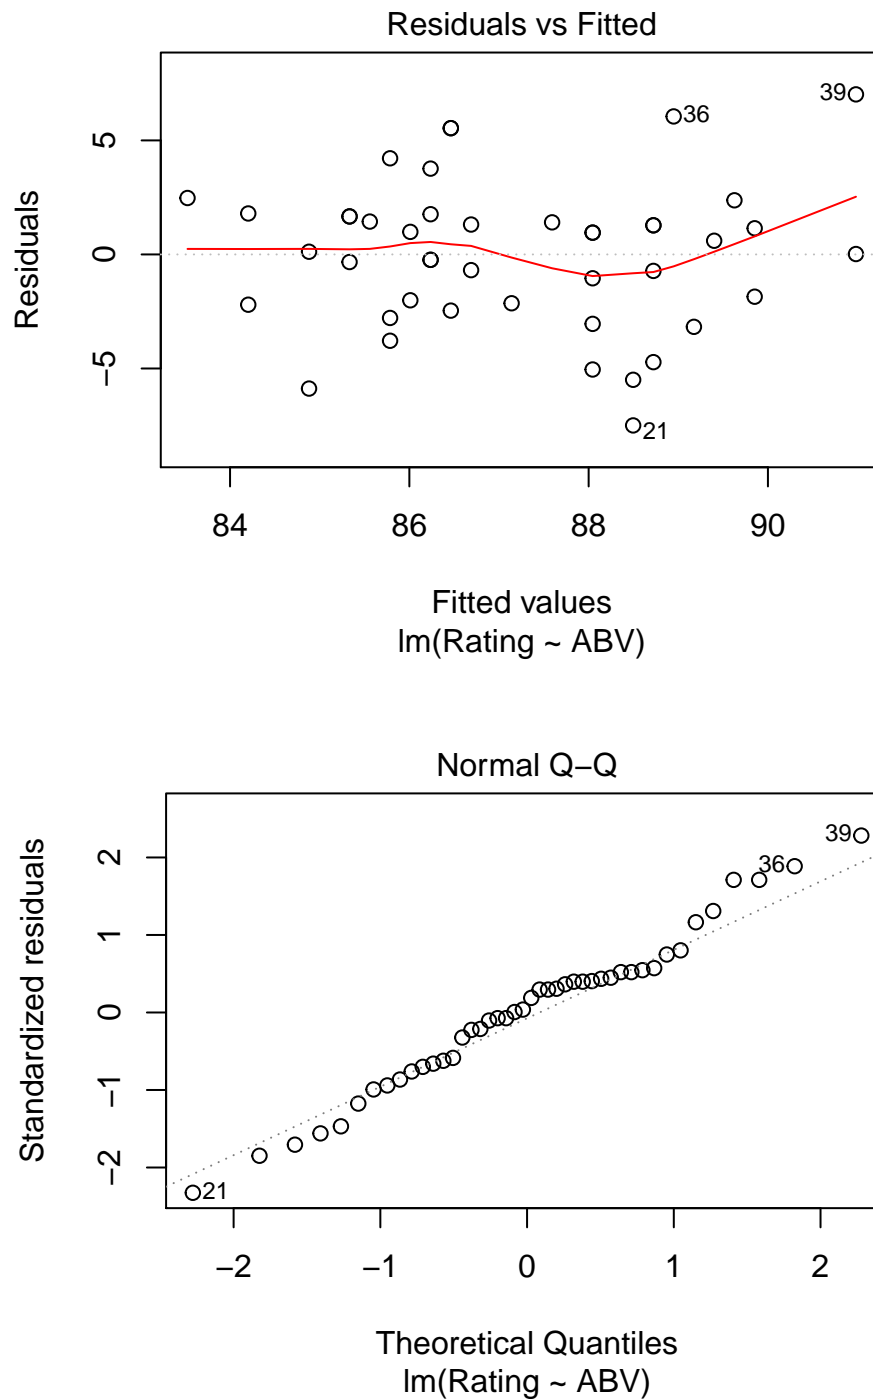 Residuals vs Fitted
Residuals
5
0
−5
39
36
21
84 86 88 90
Fitted values
lm(Rating ~ ABV)
Normal Q−Q
Standardized residuals
2
1
0
−1
−2
39
36
21
−2 −1 0 1 2
Theoretical Quantiles
lm(Rating ~ ABV)